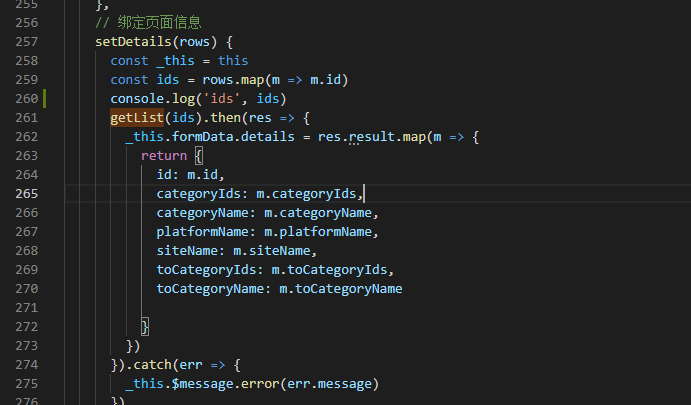 255 },
256 // 绑定页面信息
257 setDetails(rows) {
258 const _this = this
259 const ids = rows.map(m => m.id)
260 console.log('ids', ids)
261 getList(ids).then(res => {
262 _this.formData.details = res.result.map(m => {
263 return {
264 id: m.id,
265 categoryIds: m.categoryIds,
266 categoryName: m.categoryName,
267 platformName: m.platformName,
268 siteName: m.siteName,
269 toCategoryIds: m.toCategoryIds,
270 toCategoryName: m.toCategoryName
271
272 }
273 })
274 }).catch(err => {
275 _this.$message.error(err.message)
276 })